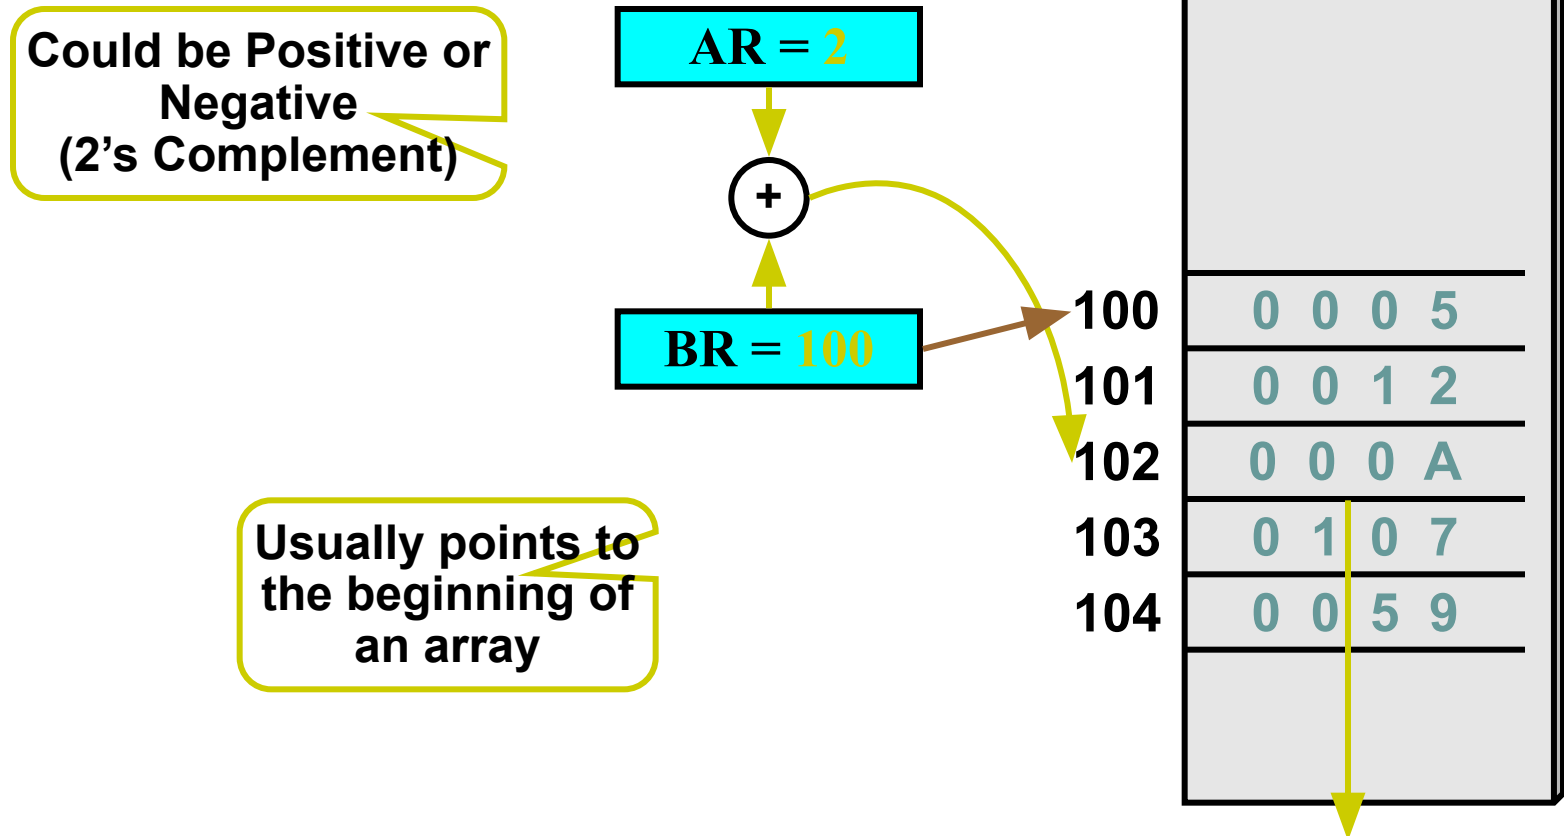 Could be Positive or
Negative
(2’s Complement)
AR = 2
+
BR = 100
100 0 0 0 5
101 0 0 1 2
102 0 0 0 A
103 0 1 0 7
104 0 0 5 9
Usually points to
the beginning of
an array